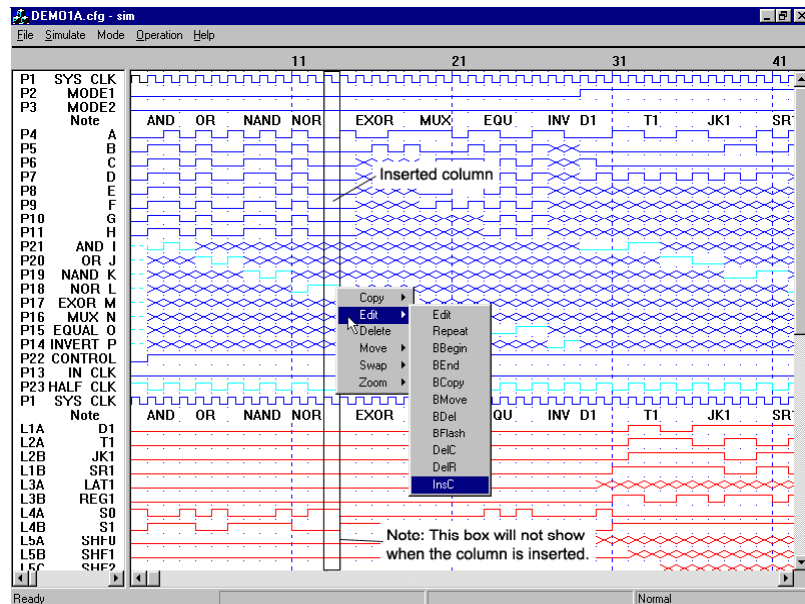 DEMO1A.cfg - sim
File Simulate Mode Operation Help
11 21 31 41
P1 SYS CLK
P2 MODE1
P3 MODE2
Note AND OR NAND NOR EXOR MUX EQU INV D1 T1 JK1 SR
P4 A
P5 B
P6 C
P7 D
P8 E
P9 F
P10 G
P11 H
Inserted column
P21 AND I
P20 OR J
P19 NAND K
P18 NOR L
P17 EXOR M
P16 MUX N
P15 EQUAL O
P14 INVERT P
P22 CONTROL
P13 IN CLK
P23 HALF CLK
P1 SYS CLK
Note AND OR NAND NOR EXOR QU INV D1 T1 JK1 SR
Copy
Edit
Delete
Move
Swap
Zoom
Edit
Repeat
BBegin
BEnd
BCopy
BMove
BDel
BFlash
DelC
DelR
InsC
L1A D1
L2A T1
L2B JK1
L1B SR1
L3A LAT1
L3B REG1
L4A S0
L4B S1
L5A SHF0
L5B SHF1
L5C SHF2
Note: This box will not show
when the column is inserted.
Ready Normal